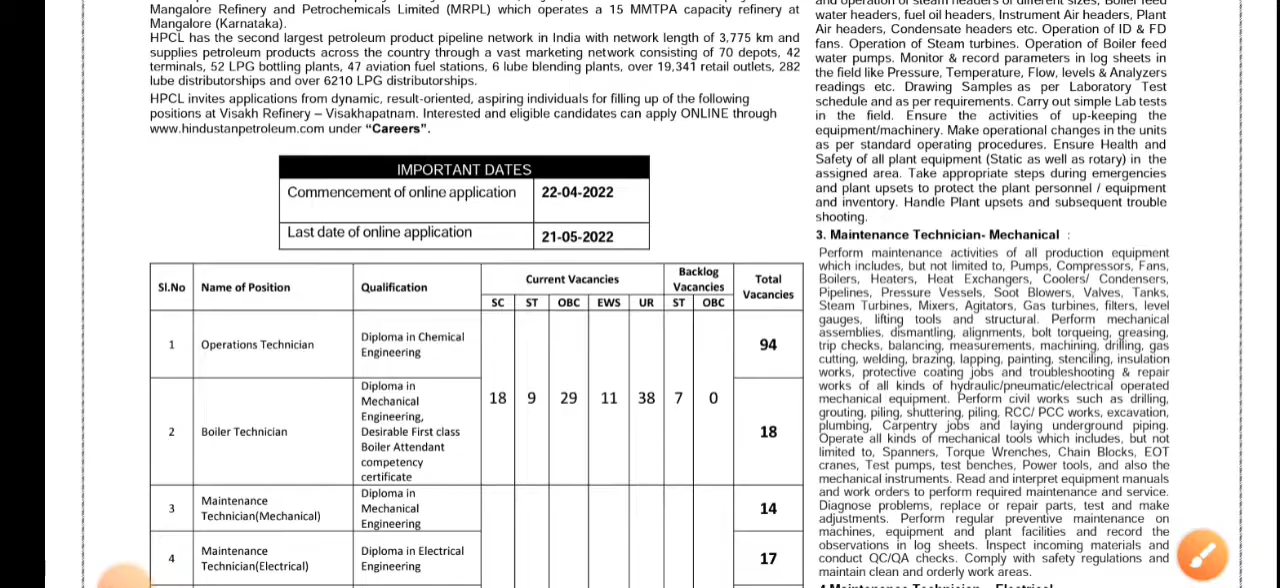 Mangalore Refinery and Petrochemicals Limited (MRPL) which operates a 15 MMTPA capacity refinery at
Mangalore (Karnataka).
HPCL has the second largest petroleum product pipeline network in India with network length of 3,775 km and
supplies petroleum products across the country through a vast marketing network consisting of 70 depots, 42
terminals, 52 LPG bottling plants, 47 aviation fuel stations, 6 lube blending plants, over 19,341 retail outlets, 282
lube distributorships and over 6210 LPG distributorships.
HPCL invites applications from dynamic, result-oriented, aspiring individuals for filling up of the following
positions at Visakh Refinery – Visakhapatnam. Interested and eligible candidates can apply ONLINE through
www.hindustanpetroleum.com under “Careers”.
IMPORTANT DATES
Commencement of online application 22-04-2022
Last date of online application 21-05-2022
Sl.No Name of Position Qualification Current Vacancies Backlog Vacancies Total Vacancies
SC ST OBC EWS UR ST OBC
1 Operations Technician Diploma in Chemical
Engineering 94
18 9 29 11 38 7 0
2 Boiler Technician Diploma in
Mechanical
Engineering,
Desirable First class
Boiler Attendant
competency
certificate 18
3 Maintenance
Technician(Mechanical) Diploma in
Mechanical
Engineering 14
4 Maintenance
Technician(Electrical) Diploma in Electrical
Engineering 17
and operation of steam headers of different sizes, Boiler feed
water headers, fuel oil headers, Instrument Air headers, Plant
Air headers, Condensate headers etc. Operation of ID & FD
fans. Operation of Steam turbines. Operation of Boiler feed
water pumps. Monitor & record parameters in log sheets in
the field like Pressure, Temperature, Flow, levels & Analyzers
readings etc. Drawing Samples as per Laboratory Test
schedule and as per requirements. Carry out simple Lab tests
in the field. Ensure the activities of up-keeping the
equipment/machinery. Make operational changes in the units
as per standard operating procedures. Ensure Health and
Safety of all plant equipment (Static as well as rotary) in the
assigned area. Take appropriate steps during emergencies
and plant upsets to protect the plant personnel / equipment
and inventory. Handle Plant upsets and subsequent trouble
shooting.
3. Maintenance Technician- Mechanical :
Perform maintenance activities of all production equipment
which includes, but not limited to, Pumps, Compressors, Fans,
Boilers, Heaters, Heat Exchangers, Coolers/ Condensers,
Pipelines, Pressure Vessels, Soot Blowers, Valves, Tanks,
Steam Turbines, Mixers, Agitators, Gas turbines, filters, level
gauges, lifting tools and structural. Perform mechanical
assemblies, dismantling, alignments, bolt torqueing, greasing,
trip checks, balancing, measurements, machining, drilling, gas
cutting, welding, brazing, lapping, painting, stenciling, insulation
works, protective coating jobs and troubleshooting & repair
works of all kinds of hydraulic/pneumatic/electrical operated
mechanical equipment. Perform civil works such as drilling,
grouting, piling, shuttering, piling, RCC/ PCC works, excavation,
plumbing, Carpentry jobs and laying underground piping.
Operate all kinds of mechanical tools which includes, but not
limited to, Spanners, Torque Wrenches, Chain Blocks, EOT
cranes, Test pumps, test benches, Power tools, and also the
mechanical instruments. Read and interpret equipment manuals
and work orders to perform required maintenance and service.
Diagnose problems, replace or repair parts, test and make
adjustments. Perform regular preventive maintenance on
machines, equipment and plant facilities and record the
observations in log sheets. Inspect incoming materials and
conduct QC/QA checks. Comply with safety regulations and
maintain clean and orderly work areas.
4.Maintenance Technician – Electrical